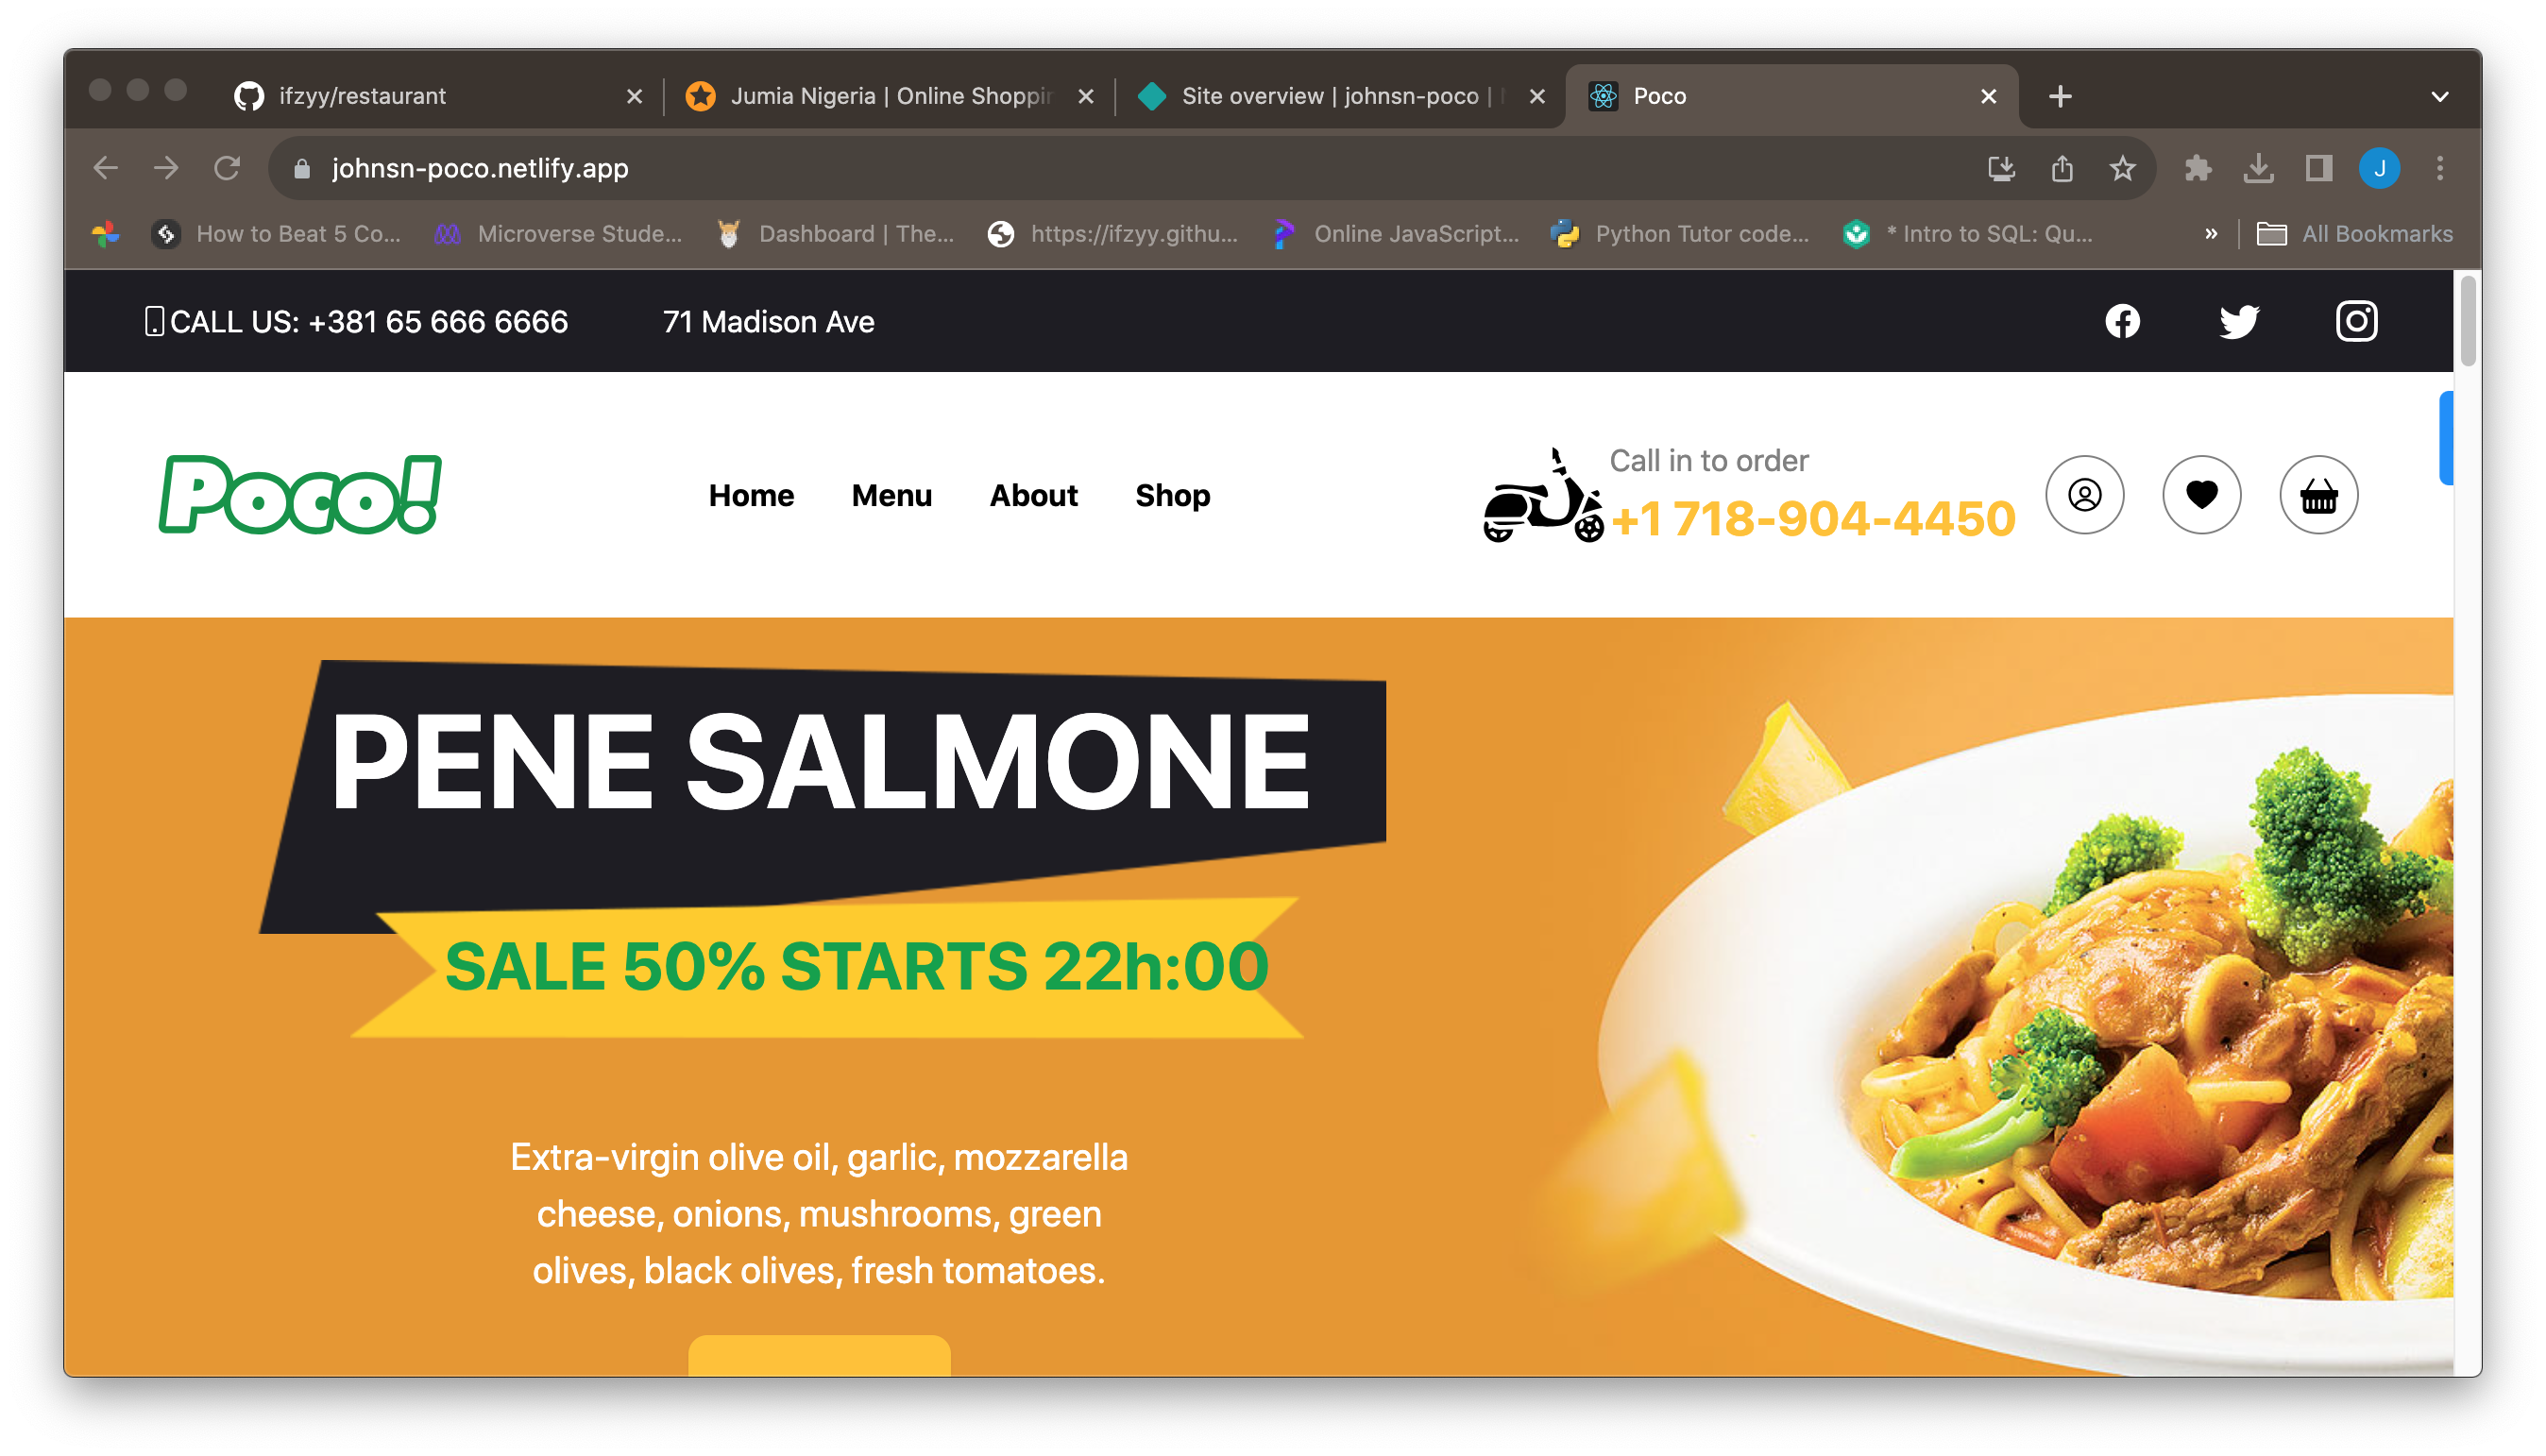 ifzyy/restaurant
Jumia Nigeria | Online Shoppin
Site overview | johnsn-poco |
Poco
johnsn-poco.netlify.app
J
How to Beat 5 Co...
Microverse Stude...
Dashboard | The...
https://ifzyy.githu...
Online JavaScript...
Python Tutor code...
* Intro to SQL: Qu...
»
All Bookmarks
CALL US: +381 65 666 6666
71 Madison Ave
Poco!
Home
Menu
About
Shop
Call in to order
+1 718-904-4450
PENE SALMONE
SALE 50% STARTS 22h:00
Extra-virgin olive oil, garlic, mozzarella
cheese, onions, mushrooms, green
olives, black olives, fresh tomatoes.